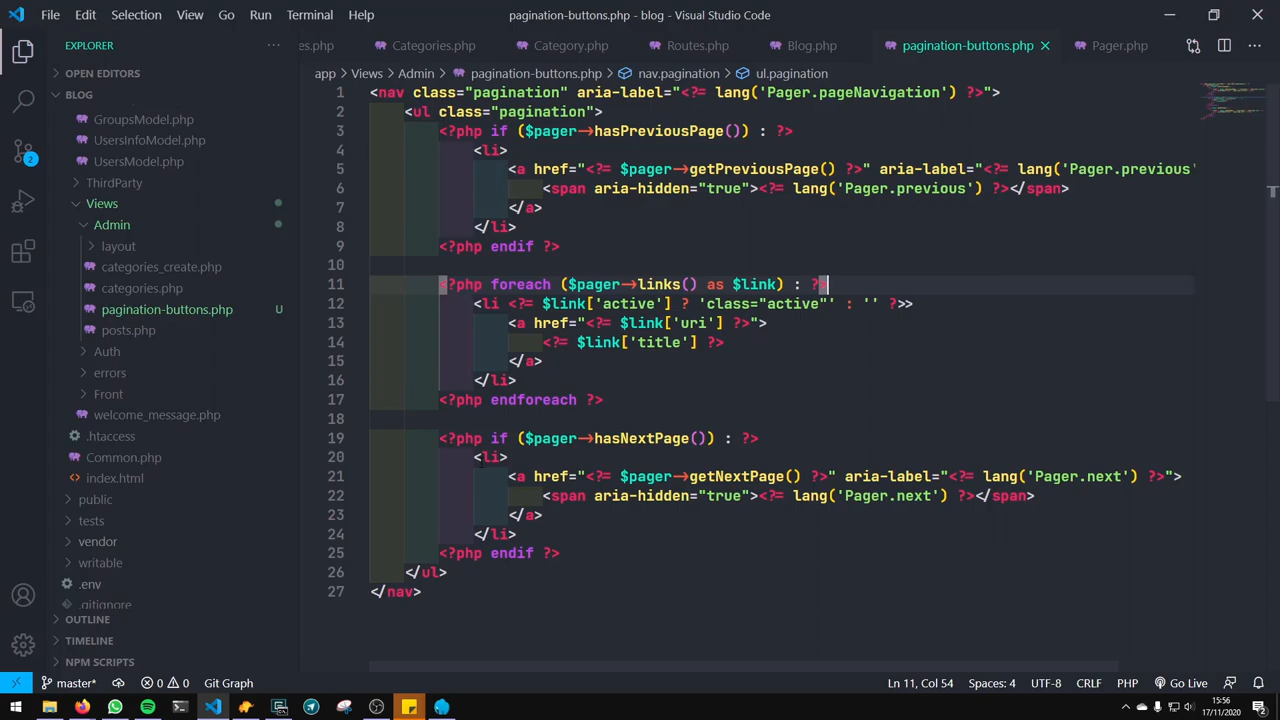 File Edit Selection View Go Run Terminal Help
pagination-buttons.php - blog - Visual Studio Code
EXPLORER
es.php Categories.php Category.php Routes.php Blog.php pagination-buttons.php Pager.php
OPEN EDITORS
BLOG
GroupsModel.php
UsersInfoModel.php
UsersModel.php
ThirdParty
Views
Admin
layout
categories_create.php
categories.php
pagination-buttons.php U
posts.php
Auth
errors
Front
welcome_message.php
.htaccess
Common.php
index.html
public
tests
vendor
writable
.env
.gitignore
OUTLINE
TIMELINE
NPM SCRIPTS
app > Views > Admin > pagination-buttons.php > nav.pagination > ul.pagination
1 <nav class="pagination" aria-label="<?= lang('Pager.pageNavigation') ?>">
2 <ul class="pagination">
3 <?php if ($pager->hasPreviousPage()) : ?>
4 <li>
5 <a href="<?= $pager->getPreviousPage() ?>" aria-label="<?= lang('Pager.previous'
6 <span aria-hidden="true"><?= lang('Pager.previous') ?></span>
7 </a>
8 </li>
9 <?php endif ?>
10
11 <?php foreach ($pager->links() as $link) : ?>
12 <li <?= $link['active'] ? 'class="active"' : '' ?>>
13 <a href="<?= $link['uri'] ?>">
14 <?= $link['title'] ?>
15 </a>
16 </li>
17 <?php endforeach ?>
18
19 <?php if ($pager->hasNextPage()) : ?>
20 <li>
21 <a href="<?= $pager->getNextPage() ?>" aria-label="<?= lang('Pager.next') ?>">
22 <span aria-hidden="true"><?= lang('Pager.next') ?></span>
23 </a>
24 </li>
25 <?php endif ?>
26 </ul>
27 </nav>
2
master* 0 0 Git Graph
Ln 11, Col 54 Spaces: 4 UTF-8 CRLF PHP Go Live
15:56
17/11/2020
2